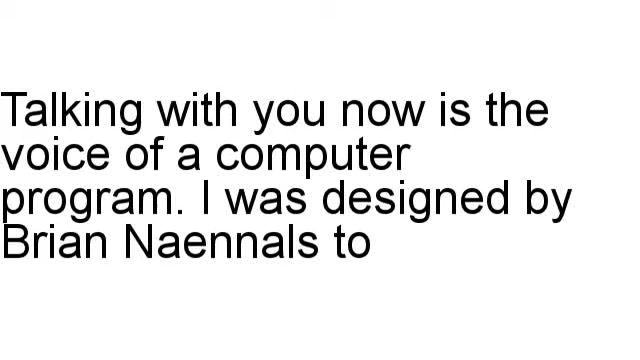 Talking with you now is the
voice of a computer
program. I was designed by
Brian Naennals to